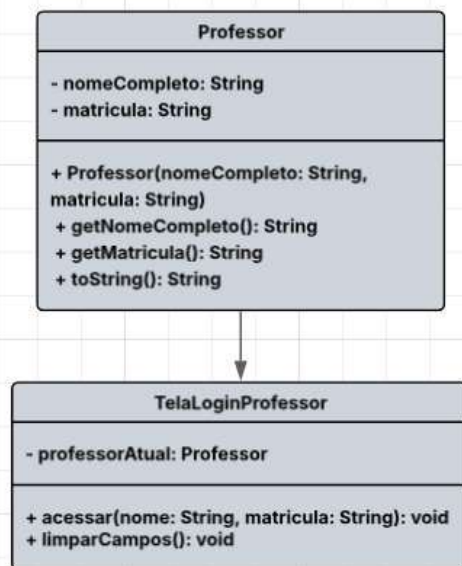 Professor
- nomeCompleto: String
- matricula: String
+ Professor(nomeCompleto: String,
matricula: String)
+ getNomeCompleto(): String
+ getMatricula(): String
+ toString(): String
TelaLoginProfessor
- professorAtual: Professor
+ acessar(nome: String, matricula: String): void
+ limparCampos(): void